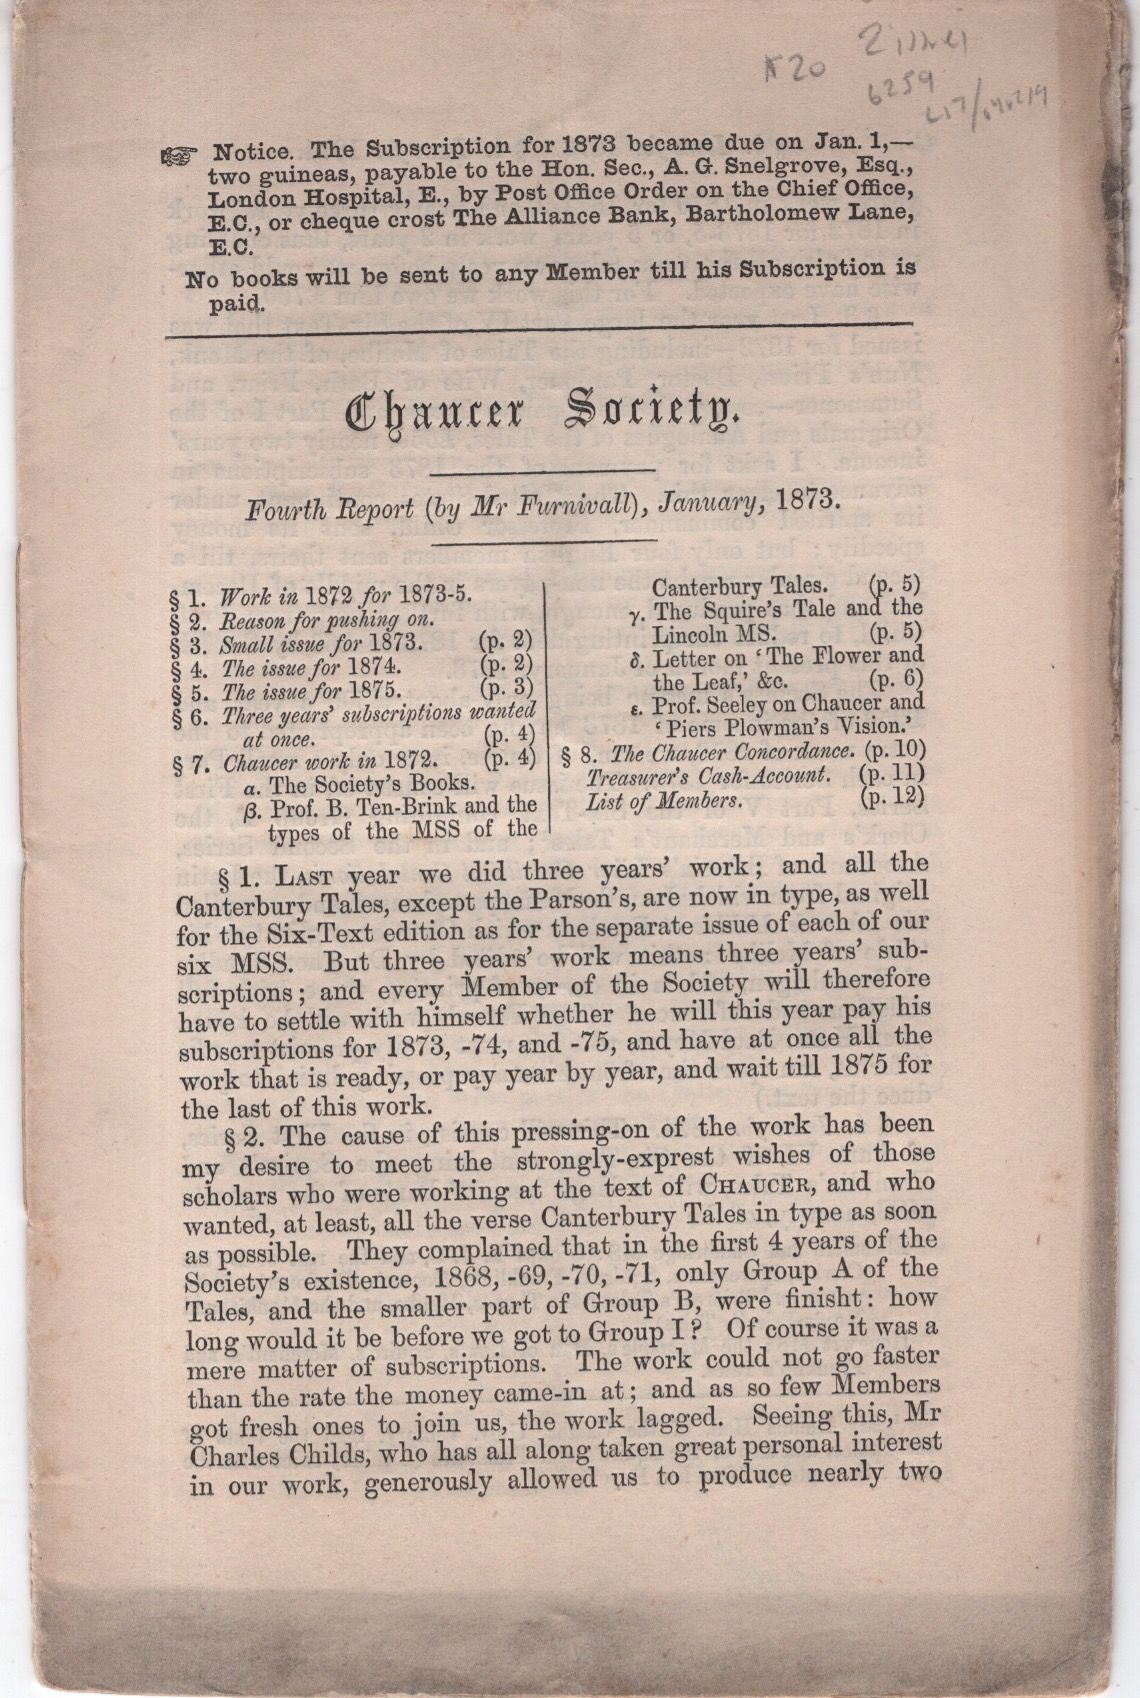 20
6259
☞ Notice. The Subscription for 1873 became due on Jan. 1,—
two guineas, payable to the Hon. Sec., A. G. Snelgrove, Esq.,
London Hospital, E., by Post Office Order on the Chief Office,
E.C., or cheque crost The Alliance Bank, Bartholomew Lane,
E.C.
No books will be sent to any Member till his Subscription is
paid.
Chaucer Society.
Fourth Report (by Mr Furnivall), January, 1873.
§ 1. Work in 1872 for 1873-5.
§ 2. Reason for pushing on.
§ 3. Small issue for 1873. (p. 2)
§ 4. The issue for 1874. (p. 2)
§ 5. The issue for 1875. (p. 3)
§ 6. Three years' subscriptions wanted
at once. (p. 4)
§ 7. Chaucer work in 1872. (p. 4)
α. The Society's Books.
β. Prof. B. Ten-Brink and the
types of the MSS of the
Canterbury Tales. (p. 5)
γ. The Squire's Tale and the
Lincoln MS. (p. 5)
δ. Letter on 'The Flower and
the Leaf,' &c. (p. 6)
ε. Prof. Seeley on Chaucer and
'Piers Plowman's Vision.'
§ 8. The Chaucer Concordance. (p. 10)
Treasurer's Cash-Account. (p. 11)
List of Members. (p. 12)
§ 1. LAST year we did three years' work; and all the
Canterbury Tales, except the Parson's, are now in type, as well
for the Six-Text edition as for the separate issue of each of our
six MSS. But three years' work means three years' sub-
scriptions; and every Member of the Society will therefore
have to settle with himself whether he will this year pay his
subscriptions for 1873, -74, and -75, and have at once all the
work that is ready, or pay year by year, and wait till 1875 for
the last of this work.
§ 2. The cause of this pressing-on of the work has been
my desire to meet the strongly-exprest wishes of those
scholars who were working at the text of CHAUCER, and who
wanted, at least, all the verse Canterbury Tales in type as soon
as possible. They complained that in the first 4 years of the
Society's existence, 1868, -69, -70, -71, only Group A of the
Tales, and the smaller part of Group B, were finisht: how
long would it be before we got to Group I? Of course it was a
mere matter of subscriptions. The work could not go faster
than the rate the money came-in at; and as so few Members
got fresh ones to join us, the work lagged. Seeing this, Mr
Charles Childs, who has all along taken great personal interest
in our work, generously allowed us to produce nearly two